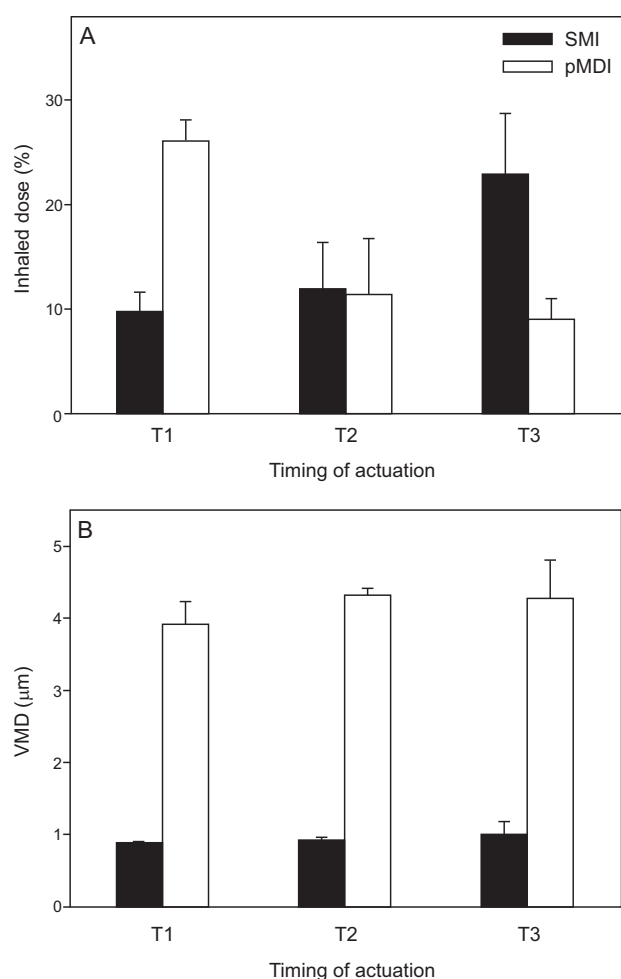 A
SMI
pMDI
Inhaled dose (%)
30
20
10
0
T1 T2 T3
Timing of actuation
B
VMD (μm)
5
4
3
2
1
0
T1 T2 T3
Timing of actuation